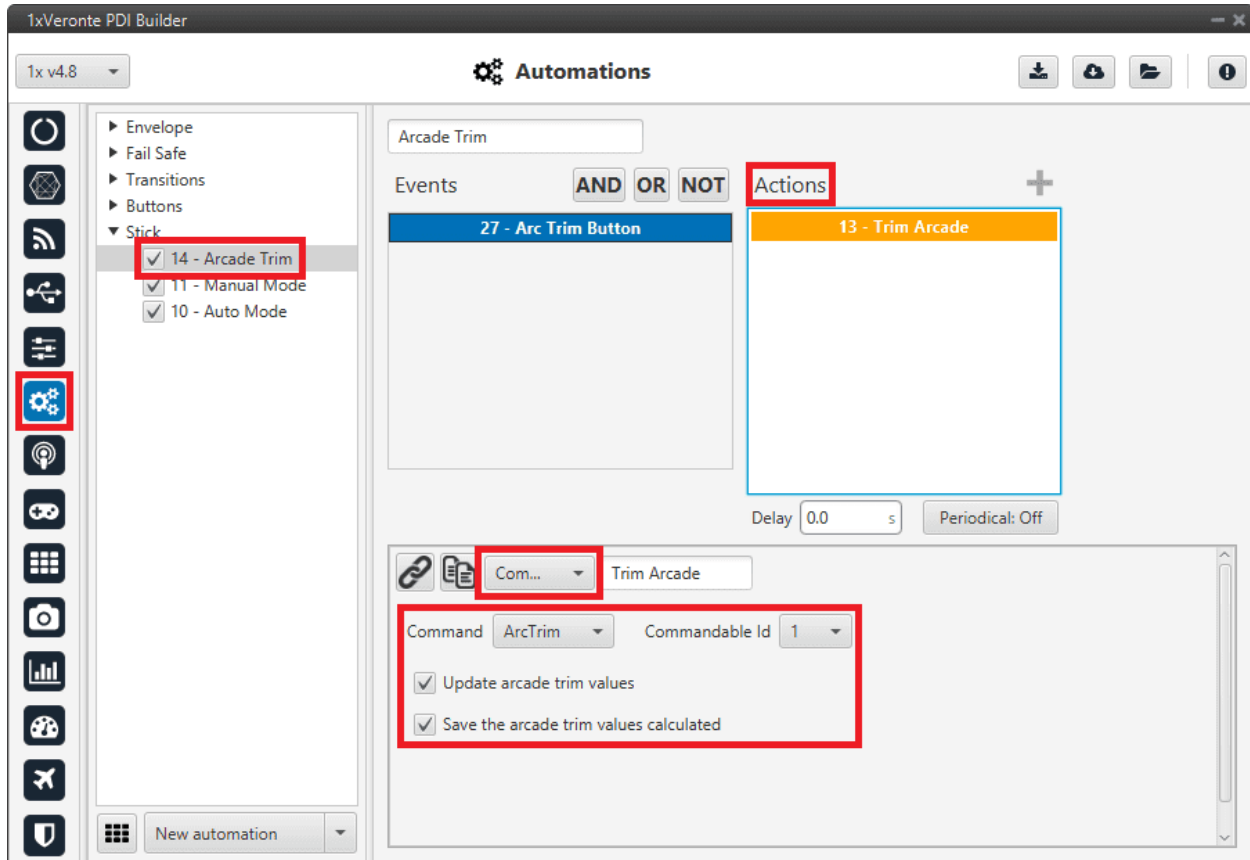 1xVeronte PDI Builder
1x v4.8
Automations
Envelope
Fail Safe
Transitions
Buttons
Stick
14 - Arcade Trim
11 - Manual Mode
10 - Auto Mode
New automation
Arcade Trim
Events AND OR NOT
27 - Arc Trim Button
Actions
13 - Trim Arcade
Delay 0.0 s Periodical: Off
Com... Trim Arcade
Command ArcTrim Commandable Id 1
Update arcade trim values
Save the arcade trim values calculated